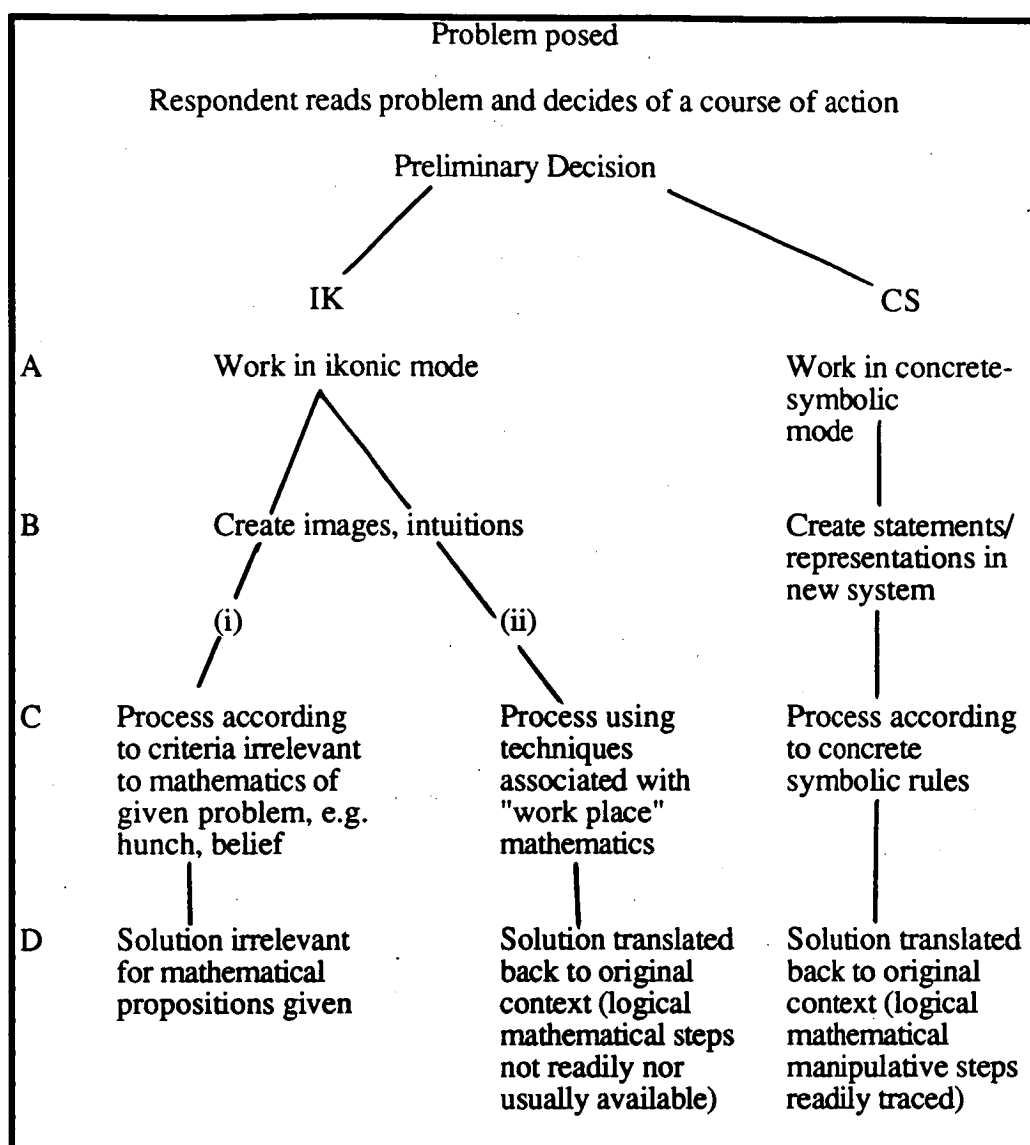 Problem posed
Respondent reads problem and decides of a course of action
Preliminary Decision
IK
CS
A
Work in ikonic mode
Work in concrete-
symbolic
mode
B
Create images, intuitions
Create statements/
representations in
new system
(i)
(ii)
C
Process according
to criteria irrelevant
to mathematics of
given problem, e.g.
hunch, belief
Process using
techniques
associated with
"work place"
mathematics
Process according
to concrete
symbolic rules
D
Solution irrelevant
for mathematical
propositions given
Solution translated
back to original
context (logical
mathematical steps
not readily nor
usually available)
Solution translated
back to original
context (logical
mathematical
manipulative steps
readily traced)